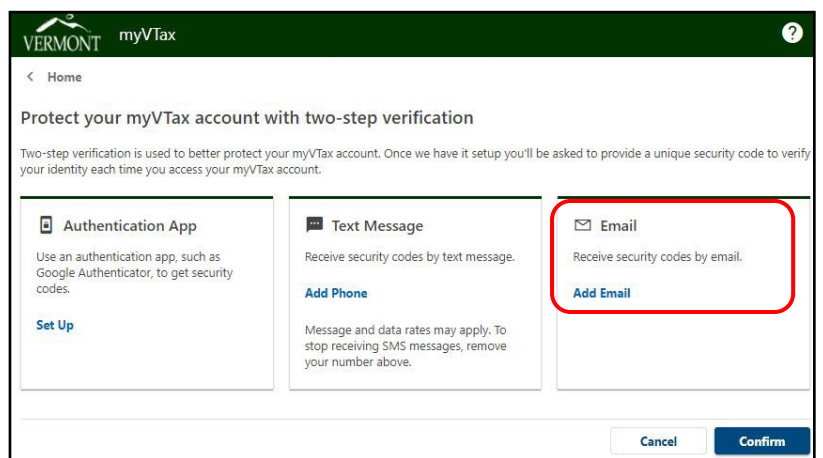 VERMONT myVTax ?
< Home
Protect your myVTax account with two-step verification
Two-step verification is used to better protect your myVTax account. Once we have it setup you'll be asked to provide a unique security code to verify
your identity each time you access your myVTax account.
Authentication App
Use an authentication app, such as
Google Authenticator, to get security
codes.
Set Up
Text Message
Receive security codes by text message.
Add Phone
Message and data rates may apply. To
stop receiving SMS messages, remove
your number above.
Email
Receive security codes by email.
Add Email
Cancel
Confirm